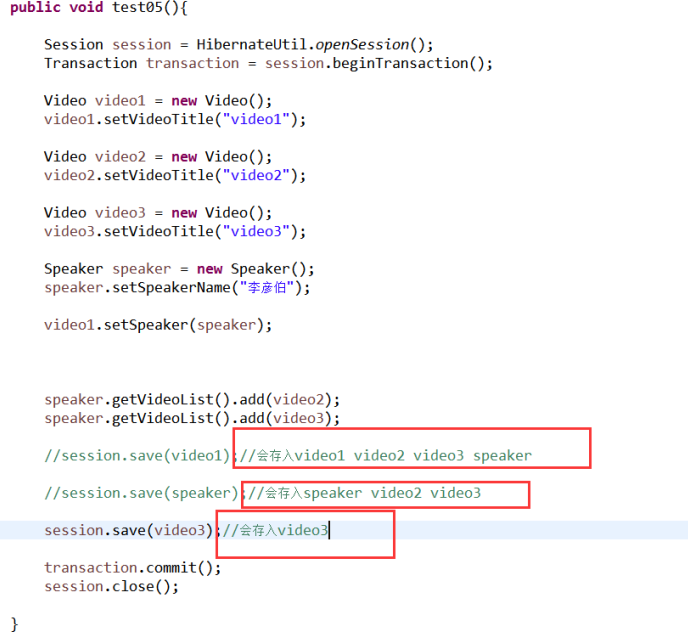 public void test05(){
Session session = HibernateUtil.openSession();
Transaction transaction = session.beginTransaction();
Video video1 = new Video();
video1.setVideoTitle("video1");
Video video2 = new Video();
video2.setVideoTitle("video2");
Video video3 = new Video();
video3.setVideoTitle("video3");
Speaker speaker = new Speaker();
speaker.setSpeakerName("李彦伯");
video1.setSpeaker(speaker);
speaker.getVideoList().add(video2);
speaker.getVideoList().add(video3);
//session.save(video1);//会存入video1 video2 video3 speaker
//session.save(speaker);//会存入speaker video2 video3
session.save(video3);//会存入video3
transaction.commit();
session.close();
}